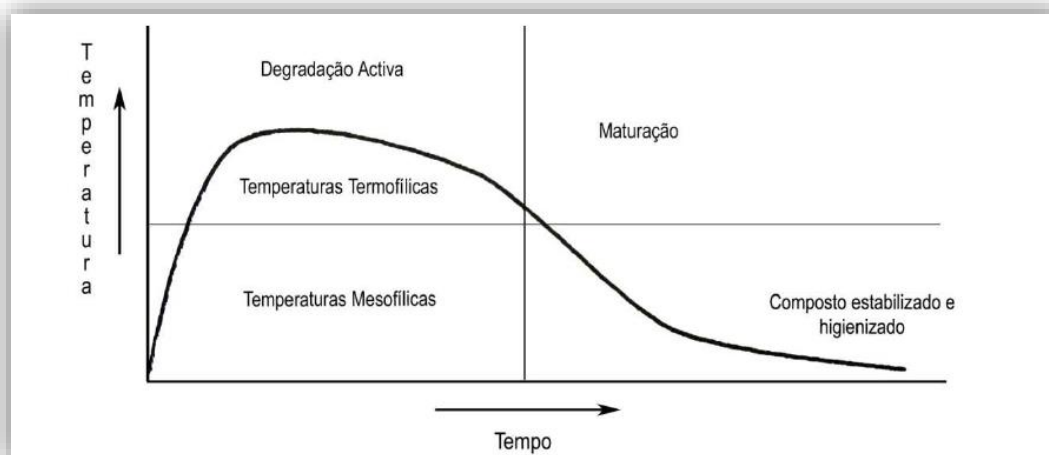 Temperatura
Degradação Activa
Maturação
Temperaturas Termofílicas
Temperaturas Mesofílicas
Composto estabilizado e
higienizado
Tempo